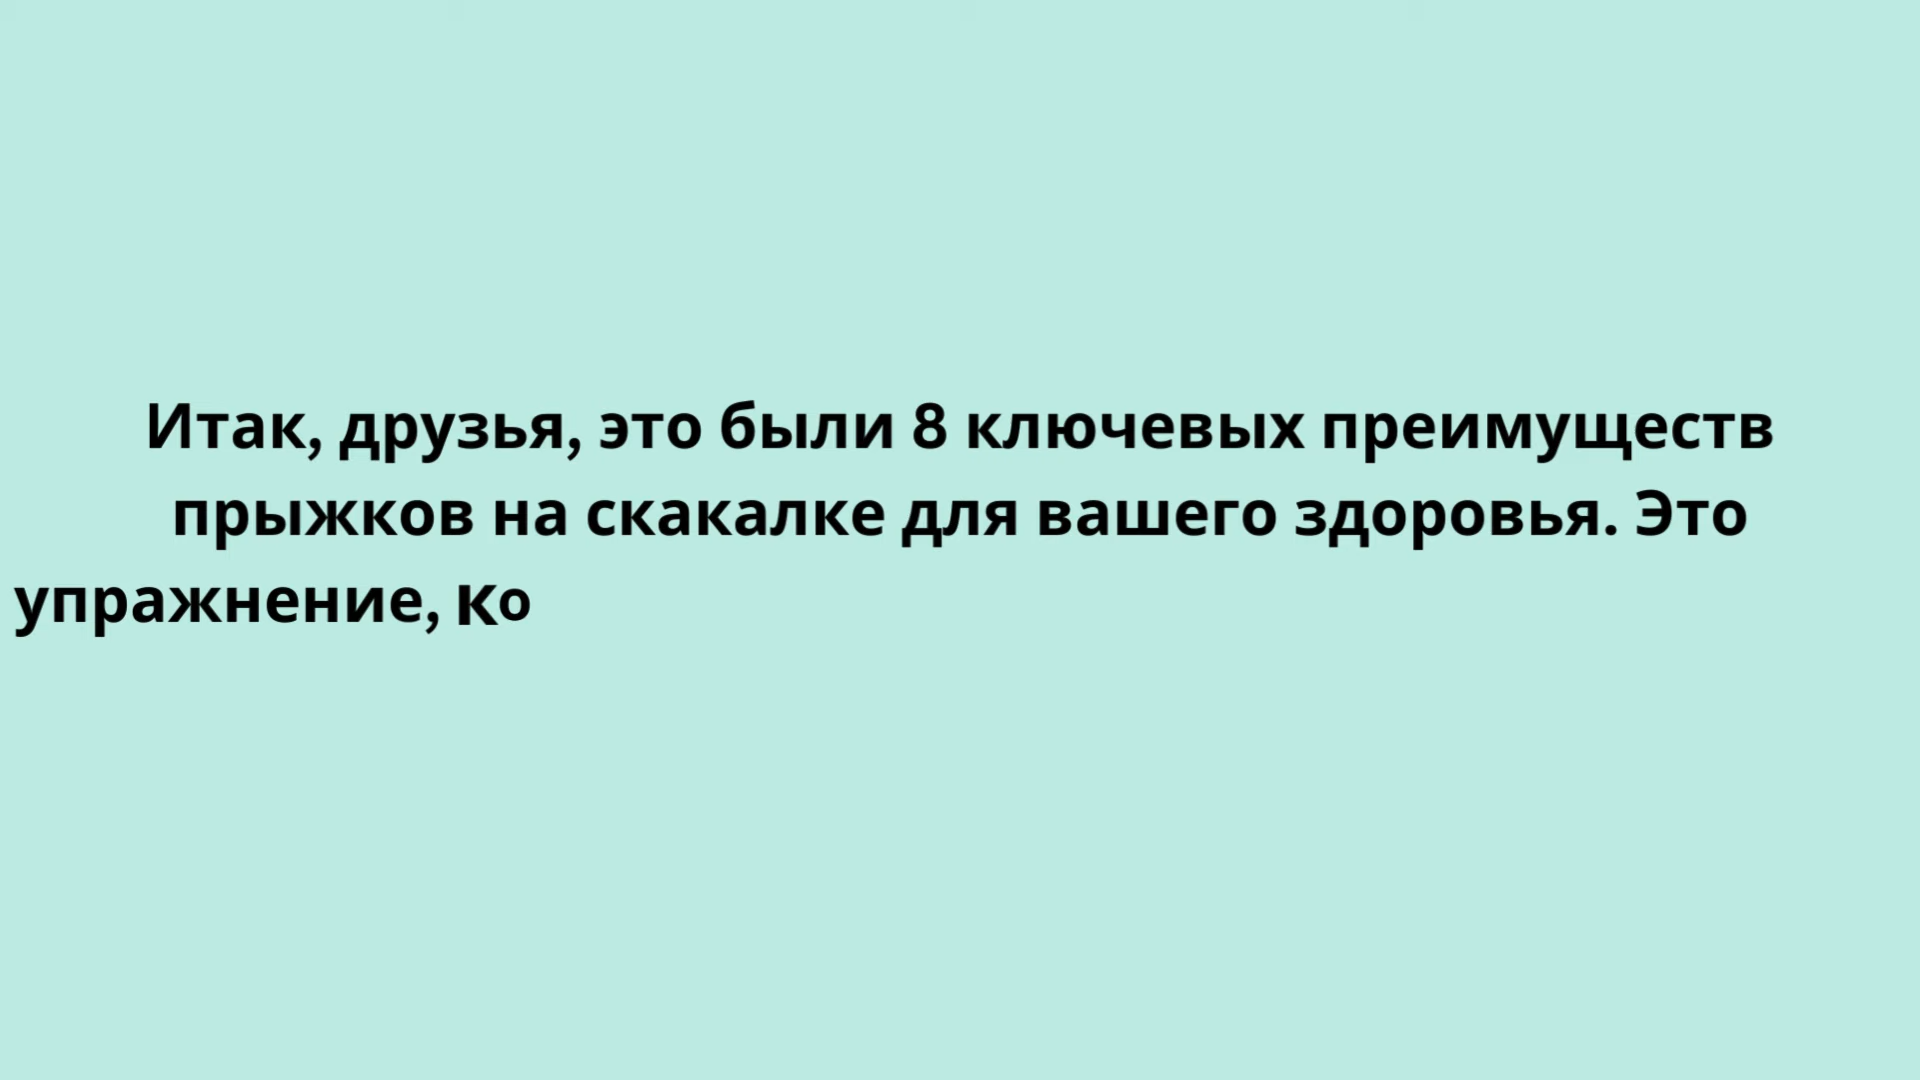 Итак, друзья, это были 8 ключевых преимуществ
прыжков на скакалке для вашего здоровья. Это
упражнение, ко